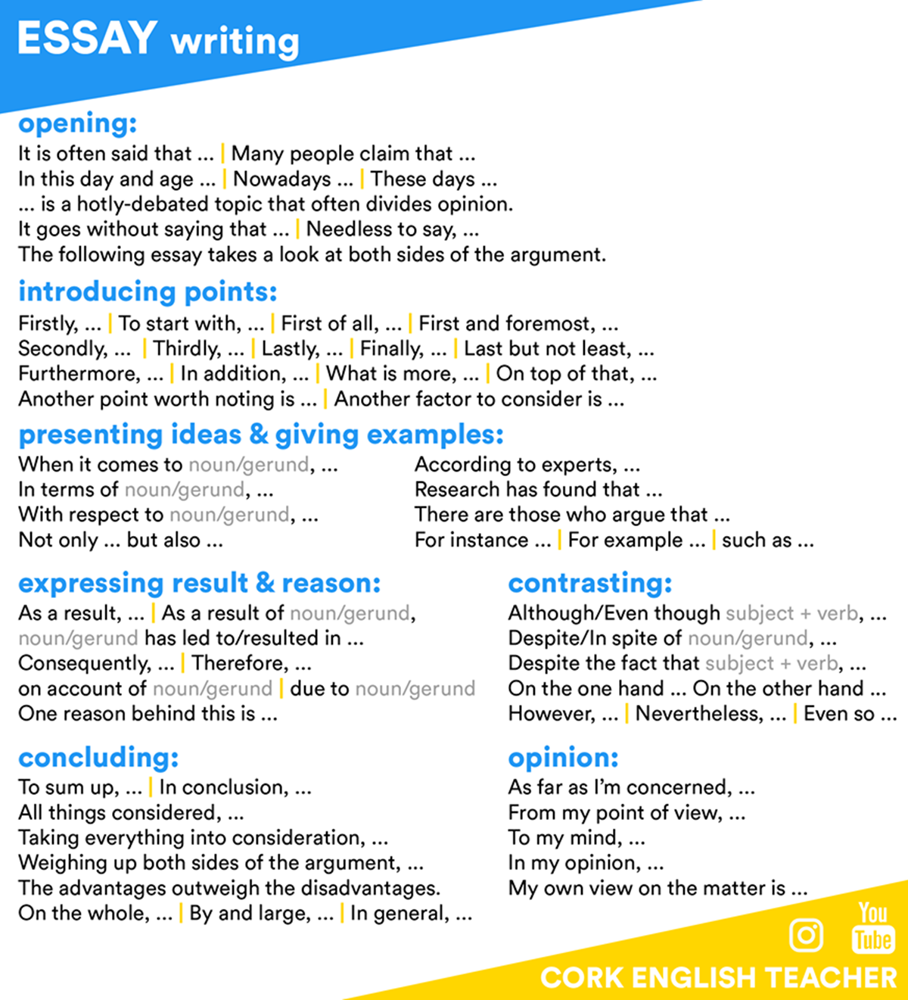 ESSAY writing
opening:
It is often said that ... | Many people claim that ...
In this day and age ... | Nowadays ... | These days ...
... is a hotly-debated topic that often divides opinion.
It goes without saying that ... | Needless to say, ...
The following essay takes a look at both sides of the argument.
introducing points:
Firstly, ... | To start with, ... | First of all, ... | First and foremost, ...
Secondly, ... | Thirdly, ... | Lastly, ... | Finally, ... | Last but not least, ...
Furthermore, ... | In addition, ... | What is more, ... | On top of that, ...
Another point worth noting is ... | Another factor to consider is ...
presenting ideas & giving examples:
When it comes to noun/gerund, ...
In terms of noun/gerund, ...
With respect to noun/gerund, ...
Not only ... but also ...
According to experts, ...
Research has found that ...
There are those who argue that ...
For instance ... | For example ... | such as ...
expressing result & reason:
As a result, ... | As a result of noun/gerund,
noun/gerund has led to/resulted in ...
Consequently, ... | Therefore, ...
on account of noun/gerund | due to noun/gerund
One reason behind this is ...
contrasting:
Although/Even though subject + verb, ...
Despite/In spite of noun/gerund, ...
Despite the fact that subject + verb, ...
On the one hand ... On the other hand ...
However, ... | Nevertheless, ... | Even so ...
concluding:
To sum up, ... | In conclusion, ...
All things considered, ...
Taking everything into consideration, ...
Weighing up both sides of the argument, ...
The advantages outweigh the disadvantages.
On the whole, ... | By and large, ... | In general, ...
opinion:
As far as I'm concerned, ...
From my point of view, ...
To my mind, ...
In my opinion, ...
My own view on the matter is ...
You
Tube
CORK ENGLISH TEACHER